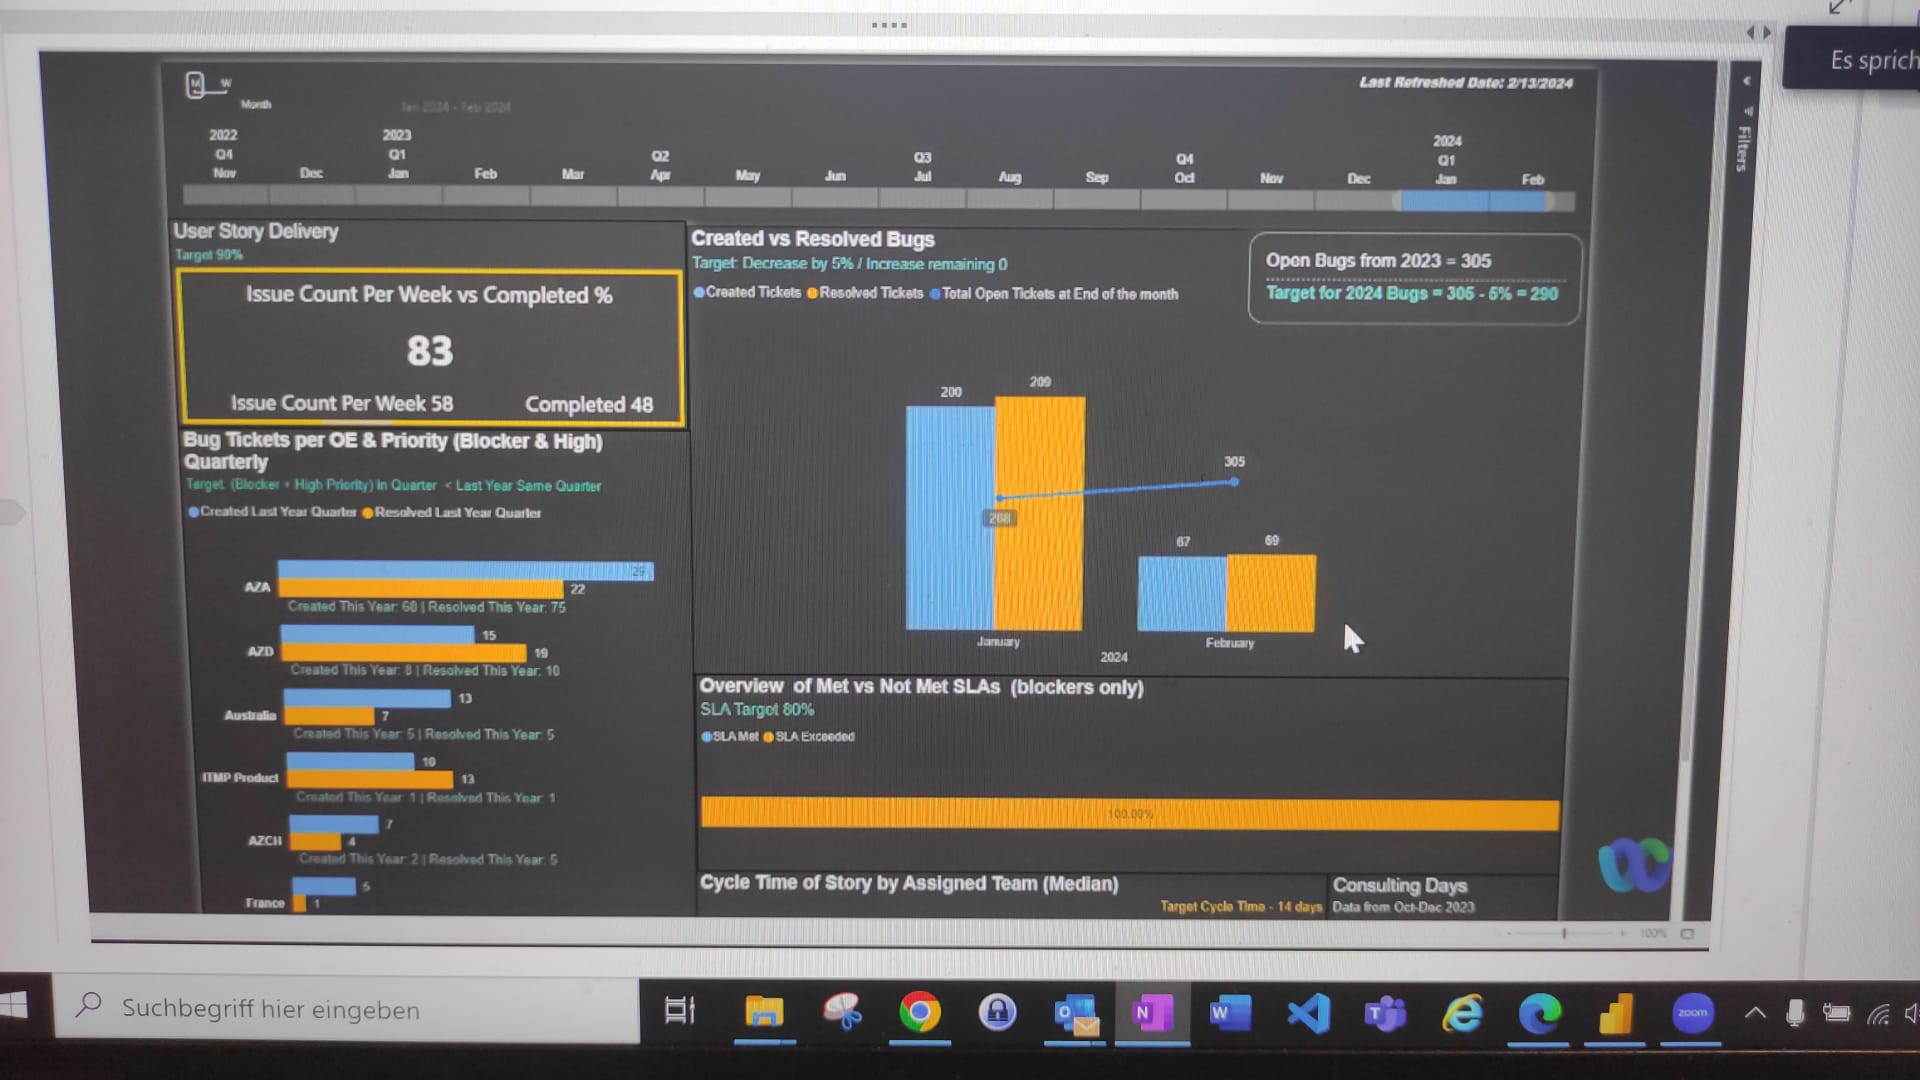 Es sprich
M W
Month
Jan 2024 - Feb 2024
Last Refreshed Date: 2/13/2024
2022 2023 2024
Q4 Q1 Q2 Q3 Q4 Q1
Nov Dec Jan Feb Mar Apr May Jun Jul Aug Sep Oct Nov Dec Jan Feb
Filters
User Story Delivery
Target 90%
Issue Count Per Week vs Completed %
83
Issue Count Per Week 58 Completed 48
Bug Tickets per OE & Priority (Blocker & High)
Quarterly
Target: (Blocker + High Priority) In Quarter < Last Year Same Quarter
Created Last Year Quarter Resolved Last Year Quarter
29
AZA 22
Created This Year: 68 | Resolved This Year: 75
15
AZD 19
Created This Year: 8 | Resolved This Year: 10
13
Australia 7
Created This Year: 5 | Resolved This Year: 5
10
ITMP Product 13
Created This Year: 1 | Resolved This Year: 1
7
AZCH 4
Created This Year: 2 | Resolved This Year: 5
5
France 1
Created vs Resolved Bugs
Target: Decrease by 5% / Increase remaining 0
Created Tickets Resolved Tickets Total Open Tickets at End of the month
Open Bugs from 2023 = 305
Target for 2024 Bugs = 305 - 5% = 290
200 209
305
268
67 69
January February
2024
Overview of Met vs Not Met SLAs (blockers only)
SLA Target 80%
SLA Met SLA Exceeded
100.00%
Cycle Time of Story by Assigned Team (Median)
Target Cycle Time - 14 days
Consulting Days
Data from Oct-Dec 2023
- + 100%
Suchbegriff hier eingeben
O N W T zoom